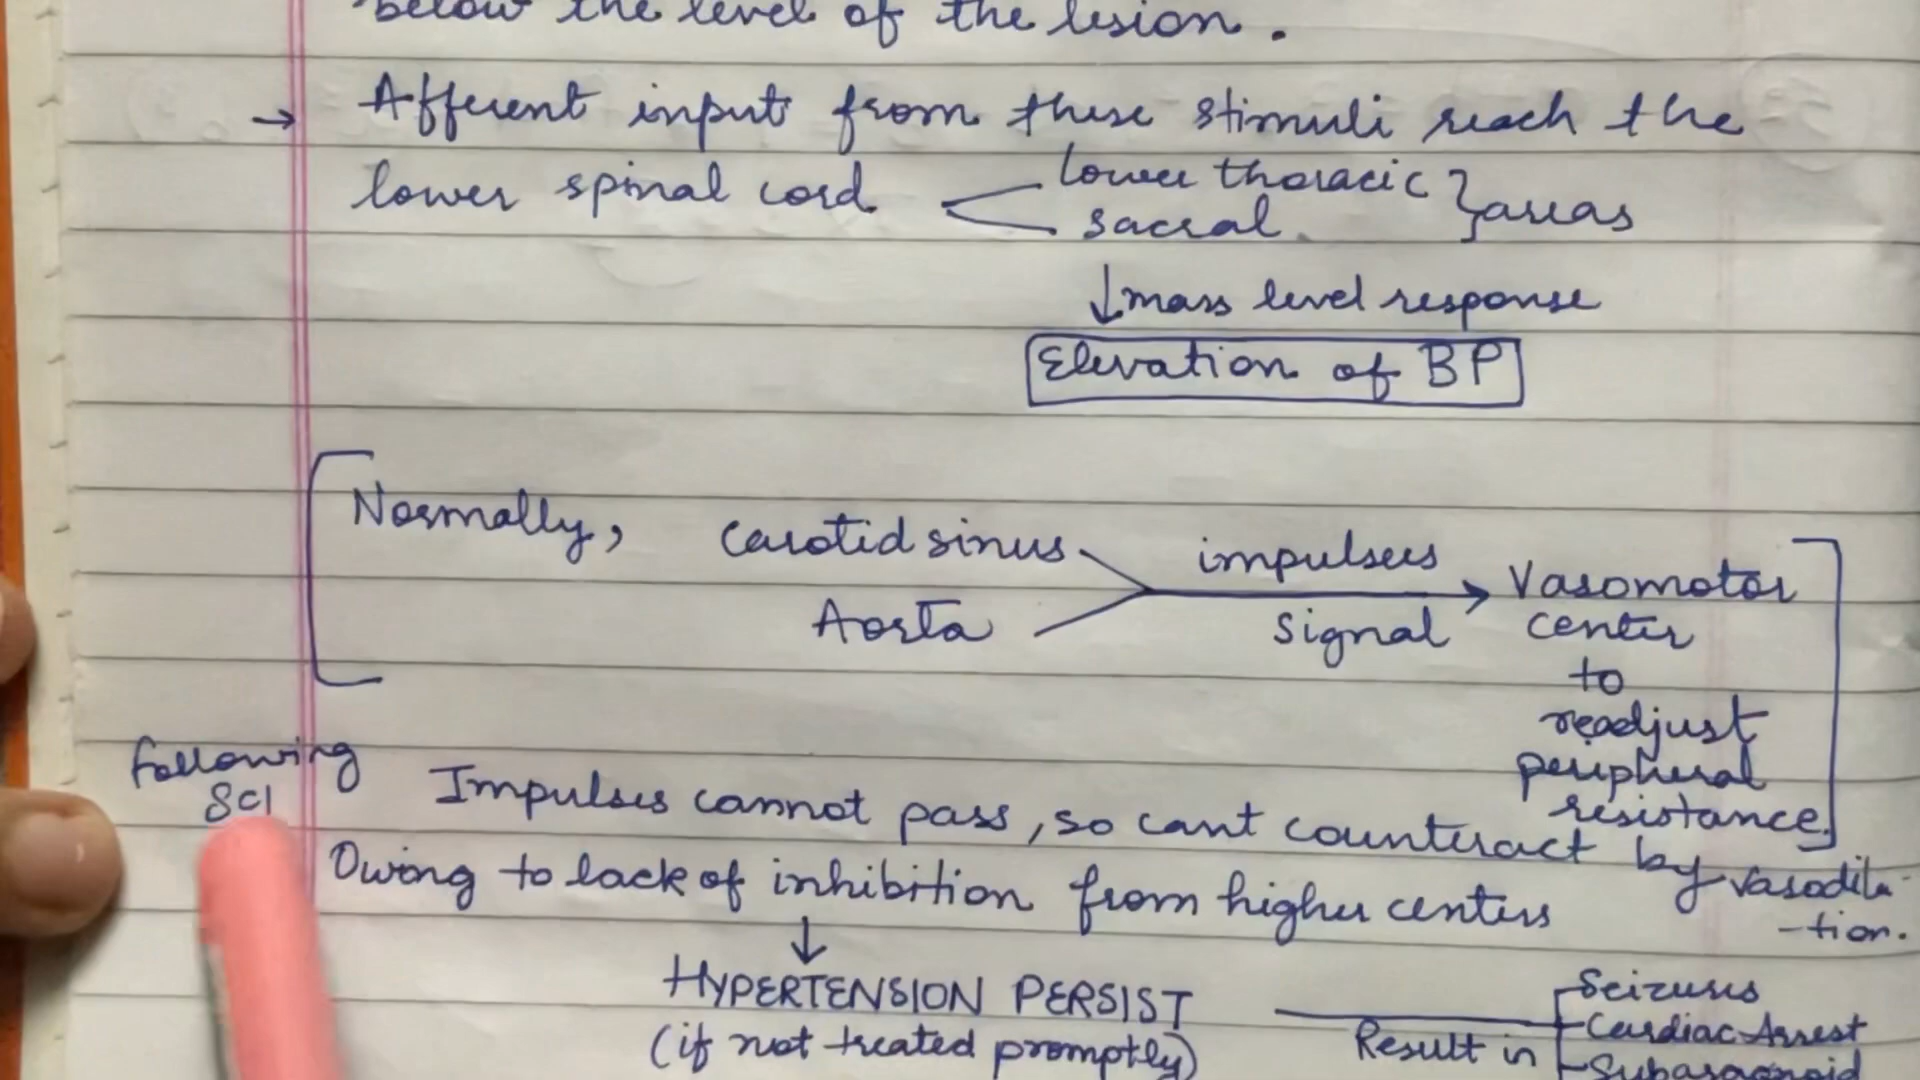 below the level of the lesion.
→ Afferent input from these stimuli reach the
lower spinal cord lower thoracic } areas
sacral
↓ mass level response
Elevation of BP
Normally, Carotid sinus impulses Vasomotor
Aorta signal center
to
readjust
peripheral
resistance
following
SCI
Impulses cannot pass, so cant counteract by vasodila-
-tion.
Owing to lack of inhibition from higher centers
↓
HYPERTENSION PERSIST
(if not treated promptly)
Result in
Seizures
Cardiac Arrest